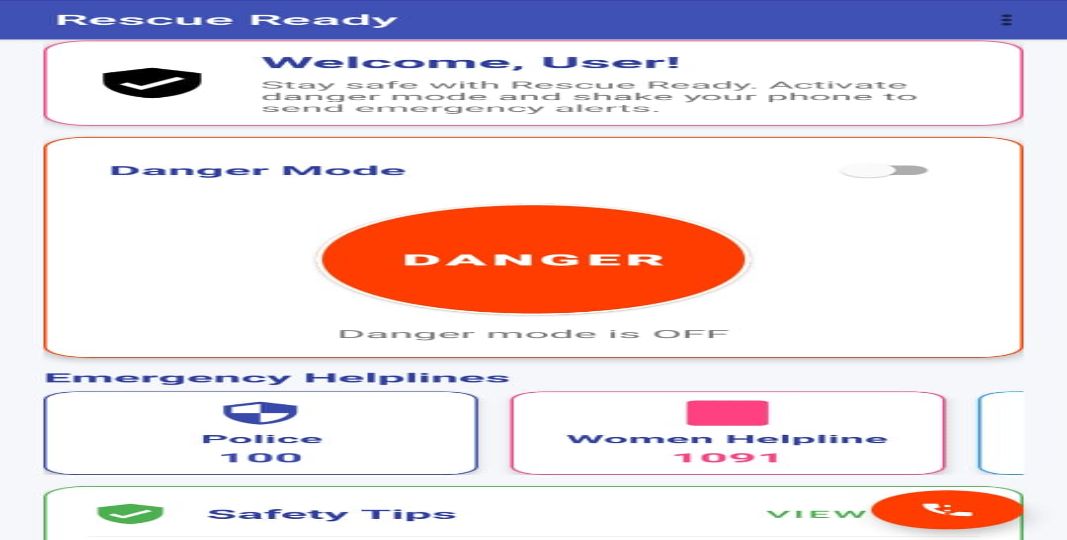 Rescue Ready
Welcome, User!
Stay safe with Rescue Ready. Activate
danger mode and shake your phone to
send emergency alerts.
Danger Mode
DANGER
Danger mode is OFF
Emergency Helplines
Police
100
Women Helpline
1091
Safety Tips
VIEW